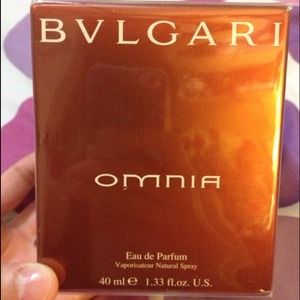 BVLGARI
OMNIA
Eau de Parfum
Vaporisateur Natural Spray
40 ml ℮ 1.33 fl.oz. U.S.